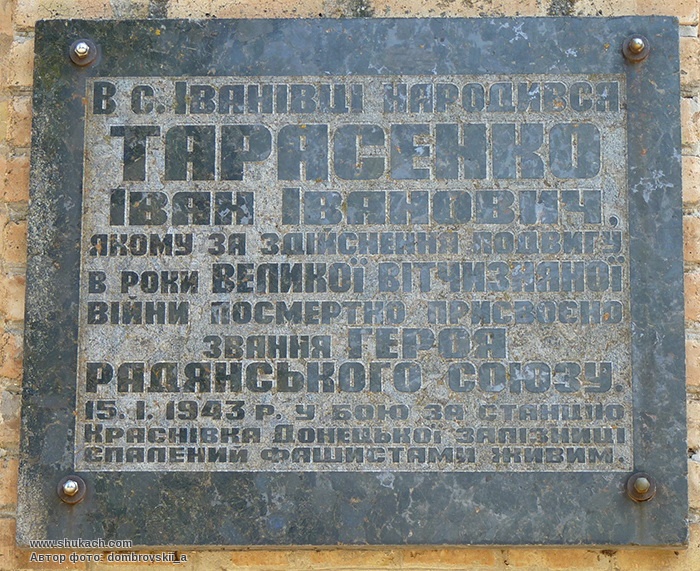 В с. Іванівці народився
ТАРАСЕНКО
Іван Іванович,
якому за здійснення подвигу
в роки ВЕЛИКОЇ ВІТЧИЗНЯНОЇ
ВІЙНИ ПОСМЕРТНО ПРИСВОЄНО
звання ГЕРОЯ
РАДЯНСЬКОГО СОЮЗУ.
15. І. 1943 р. у бою за станцію
Краснівка Донецької залізниці
спалений фашистами живим.
www.shukach.com
Автор фото: dombrovskii_a